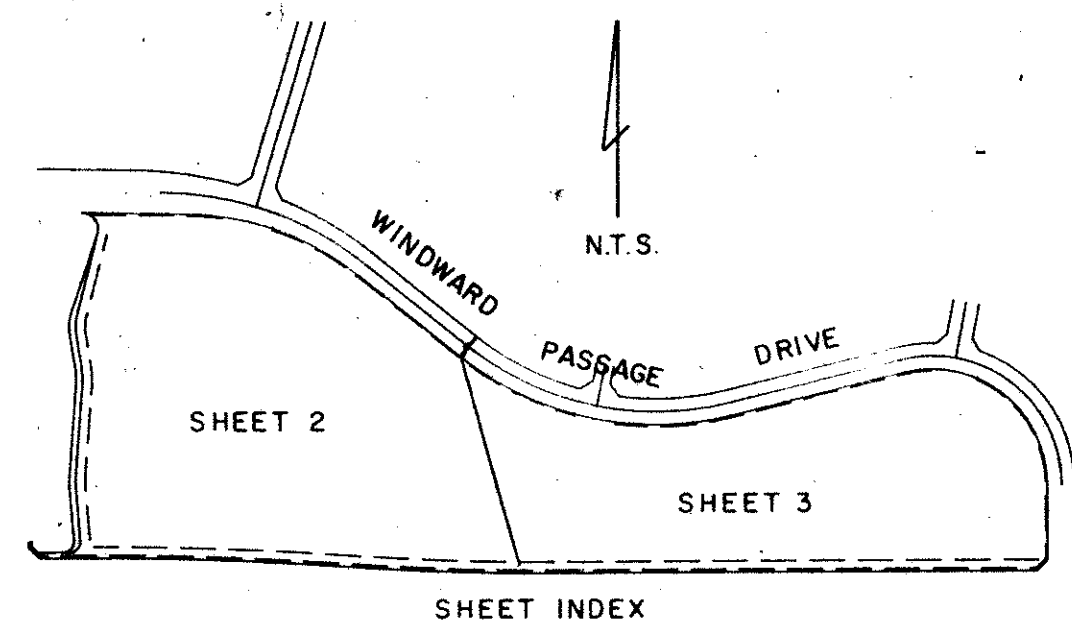 N.T.S.
WINDWARD PASSAGE DRIVE
SHEET 2
SHEET 3
SHEET INDEX